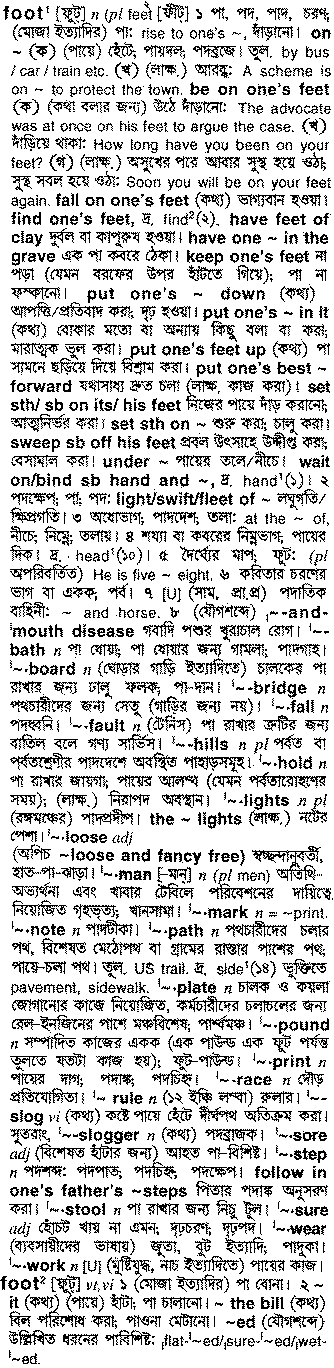 foot¹ [ফুট্] n (pl feet [ফীট্]) ১ পা, পদ, পাদ, চরণ,
(মোজা ইত্যাদির) পা: rise to one's ~, দাঁড়ানো। on
~ (ক) (পায়ে) হেঁটে; পায়দল; পদব্রজে। তুল. by bus
/ car / train etc. (খ) (লাক্ষ.) আরব্ধ: A scheme is
on ~ to protect the town. be on one's feet
(ক) (কথা বলার জন্য) উঠে দাঁড়ানো: The advocate
was at once on his feet to argue the case. (খ)
দাঁড়িয়ে থাকা: How long have you been on your
feet? (গ) (লাক্ষ.) অসুখের পরে আবার সুস্থ হয়ে ওঠা;
সুস্থ সবল হয়ে ওঠা: Soon you will be on your feet
again. fall on one's feet (কথ্য) ভাগ্যবান হওয়া।
find one's feet, দ্র. find²(২). have feet of
clay দুর্বল বা কাপুরুষ হওয়া। have one ~ in the
grave এক পা কবরে ঠেকা। keep one's feet না
পড়া (যেমন বরফের উপর হাঁটতে গিয়ে); পা না
ফস্কানো। put one's ~ down (কথ্য)
আপত্তি/প্রতিবাদ করা; দৃঢ় হওয়া। put one's ~ in it
(কথ্য) বোকার মতো বা অন্যায় কিছু বলা বা করা;
মারাত্মক ভুল করা। put one's feet up (কথ্য) পা
সামনে ছড়িয়ে দিয়ে বিশ্রাম করা। put one's best ~
forward যথাসাধ্য দ্রুত চলা (লাক্ষ, কাজ করা)। set
sth/ sb on its/ his feet নিজের পায়ে দাঁড় করানো;
আত্মনির্ভর করা। set sth on ~ শুরু করা; চালু করা।
sweep sb off his feet প্রবল উৎসাহে উদ্দীপ্ত করা;
বেসামাল করা। under ~ পায়ের তলে/নীচে। wait
on/bind sb hand and ~, দ্র. hand¹(১)। ২
পদক্ষেপ; পা; পদ: light/swift/fleet of ~ লঘুগতি/
ক্ষিপ্রগতি। ৩ অধোভাগ; পাদদেশ, তলা: at the ~ of,
নীচে; নিম্নে; তলায়। ৪ শয্যা বা কবরের নিম্নভাগ, পায়ের
দিক। দ্র. head¹(১০)। ৫ দৈর্ঘ্যের মাপ; ফুট: (pl
অপরিবর্তিত) He is five ~ eight. ৬ কবিতার চরণের
ভাগ বা একক, পর্ব। ৭ [U] (সাম, প্রা.প্র) পদাতিক
বাহিনী: ~ and horse. ৮ (যৌগশব্দে) ˌ~-and-
ˈmouth disease গবাদি পশুর খুরাচাল রোগ। ˈ~-
bath n পা ধোয়া; পা ধোয়ার জন্য গামলা; পাদগাহ।
ˈ~.board n (ঘোড়ার গাড়ি ইত্যাদিতে) চালকের পা
রাখার জন্য ঢালু ফলক; পা-দান। ˈ~-bridge n
পথচারীদের জন্য সেতু (গাড়ির জন্য নয়)। ˈ~-fall n
পদধ্বনি। ˈ~-fault n (টেনিস) পা রাখার ত্রুটির জন্য
বাতিল বলে গণ্য সার্ভিস। ˈ~.hills n pl পর্বত বা
পর্বতশ্রেণীর পাদদেশে অবস্থিত পাহাড়সমূহ। ˈ~.hold n
পা রাখার জায়গা; পায়ের আলম্ব (যেমন পর্বতারোহণের
সময়); (লাক্ষ.) নিরাপদ অবস্থান। ˈ~.lights n pl
(রঙ্গমঞ্চের) পাদপ্রদীপ। the ~ lights (লাক্ষ.) নটের
পেশা। ˈ~.loose adj
(অপিচ ~loose and fancy free) স্বচ্ছন্দানুবর্তী,
হাত-পা-ঝাড়া। ˈ~.man [–মান্] n (pl men) অতিথি-
অভ্যর্থনা এবং খাবার টেবিলে পরিবেশনের দায়িত্বে
নিয়োজিত গৃহভৃত্য; খানসামা। ˈ~.mark n = ~print.
ˈ~.note n পাদটীকা। ˈ~.path n পথচারীদের চলার
পথ, বিশেষত মেঠোপথ বা গ্রামের রাস্তার পাশের পথ;
পায়ে-চলা পথ। তুল. US trail. দ্র. side¹(১৪) ভুক্তিতে
pavement, sidewalk. ˈ~.plate n চালক ও কয়লা
জোগানোর কাজে নিয়োজিত, কর্মচারীদের চলাচলের জন্য
রেল-ইনজিনের পাশে মঞ্চবিশেষ; পার্শ্বমঞ্চ। ˈ~-pound
n সম্পাদিত কাজের একক (এক পাউন্ড এক ফুট পর্যন্ত
তুলতে যতটা কাজ হয়); ফুট-পাউন্ড। ˈ~.print n
পায়ের দাগ; পদাঙ্ক; পদচিহ্ন। ˈ~-race n দৌড়
প্রতিযোগিতা। ˈ~ rule n (১২ ইঞ্চি লম্বা) রুলার। ˈ~-
slog vi (কথ্য) কষ্টে পায়ে হেঁটে দীর্ঘপথ অতিক্রম করা।
সুতরাং, ˈ~-slogger n (কথ্য) পদব্রাজক। ˈ~-sore
adj (বিশেষত হাঁটার জন্য) আহত পা-বিশিষ্ট। ˈ~.step
n পদশব্দ: পদপাত; পদচিহ্ন; পদক্ষেপ। follow in
one's father's ~steps পিতার পদাঙ্ক অনুসরণ
করা। ˈ~-stool n পা রাখার জন্য নিচু টুল। ˈ~-sure
adj হোঁচট খায় না এমন; দৃঢ়চরণ; দৃঢ়পদ। ˈ~-wear
(ব্যবসায়ীদের ভাষায়) জুতা, বুট ইত্যাদি; পাদুকা।
ˈ~.work n [U] (মুষ্টিযুদ্ধ, নাচ ইত্যাদিতে) পায়ের কাজ।
foot² [ফুট্] vt,vi ১ (মোজা ইত্যাদির) পা বোনা। ২ ~
it (কথ্য) (পায়ে) হাঁটা; পা চালানো। ~ the bill (কথ্য)
বিল পরিশোধ করা; পাওনা মেটানো। ~ed (যৌগশব্দে)
উল্লিখিত ধরনের পাবিশিষ্ট: ˌflat-ˈ~ed/ˌsure-ˈ~ed/ˌwet-
ˈ~ed.